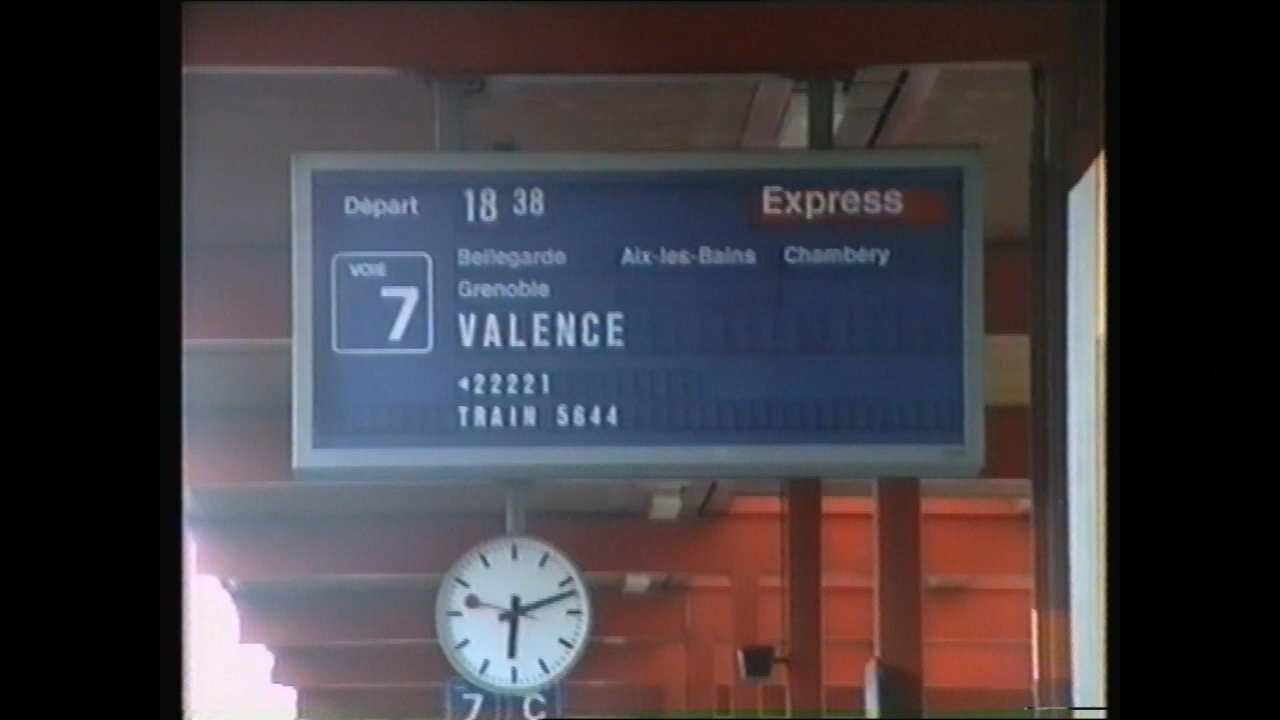 Départ 18 38 Express
VOIE 7
Bellegarde Aix-les-Bains Chambéry
Grenoble
VALENCE
◄22221
TRAIN 5644
7 C